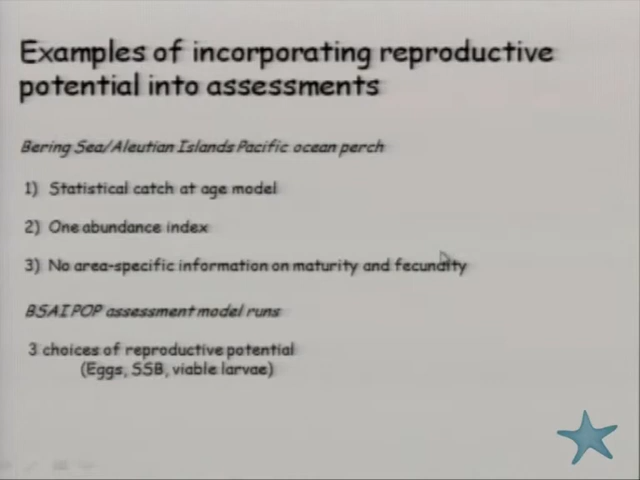 Examples of incorporating reproductive
potential into assessments
Bering Sea/Aleutian Islands Pacific ocean perch
1) Statistical catch at age model
2) One abundance index
3) No area-specific information on maturity and fecundity
BSAI POP assessment model runs
3 choices of reproductive potential
(Eggs, SSB, viable larvae)